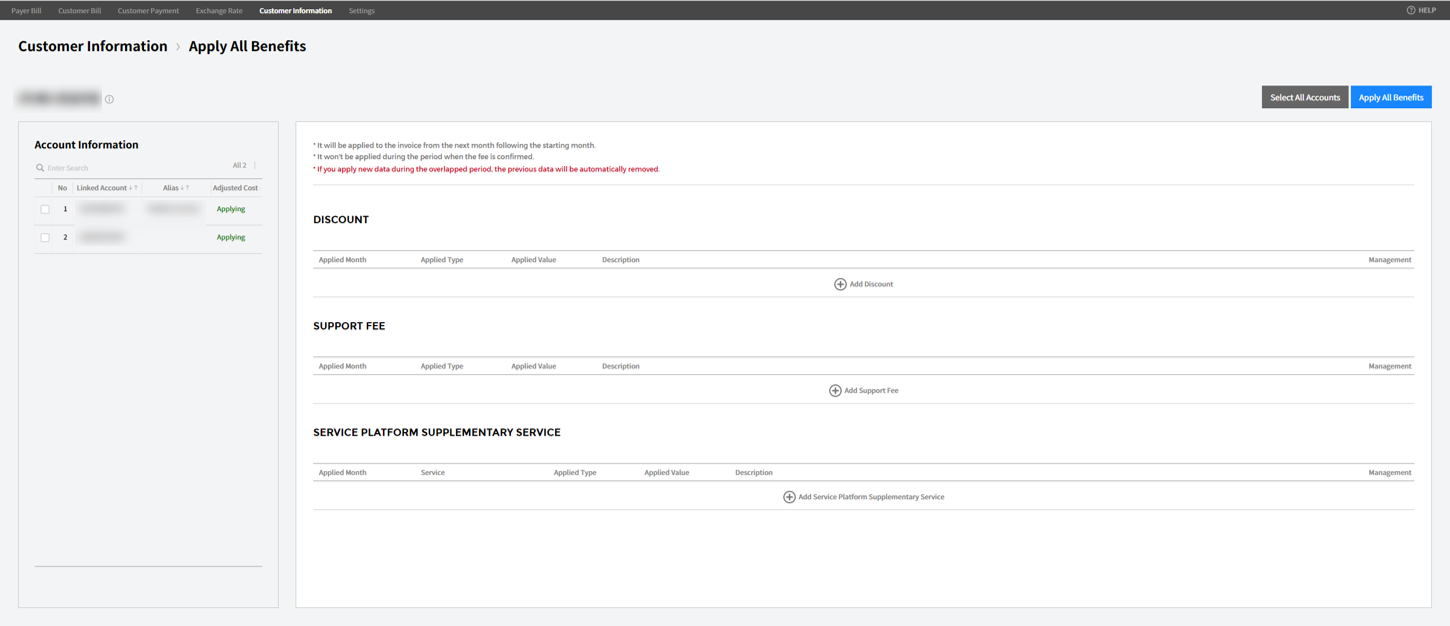 Payer Bill Customer Bill Customer Payment Exchange Rate Customer Information Settings HELP
Customer Information > Apply All Benefits
Select All Accounts Apply All Benefits
Account Information
Enter Search All 2
No Linked Account ↓↑ Alias ↓↑ Adjusted Cost
1 Applying
2 Applying
* It will be applied to the invoice from the next month following the starting month.
* It won't be applied during the period when the fee is confirmed.
* If you apply new data during the overlapped period, the previous data will be automatically removed.
DISCOUNT
Applied Month Applied Type Applied Value Description Management
Add Discount
SUPPORT FEE
Applied Month Applied Type Applied Value Description Management
Add Support Fee
SERVICE PLATFORM SUPPLEMENTARY SERVICE
Applied Month Service Applied Type Applied Value Description Management
Add Service Platform Supplementary Service